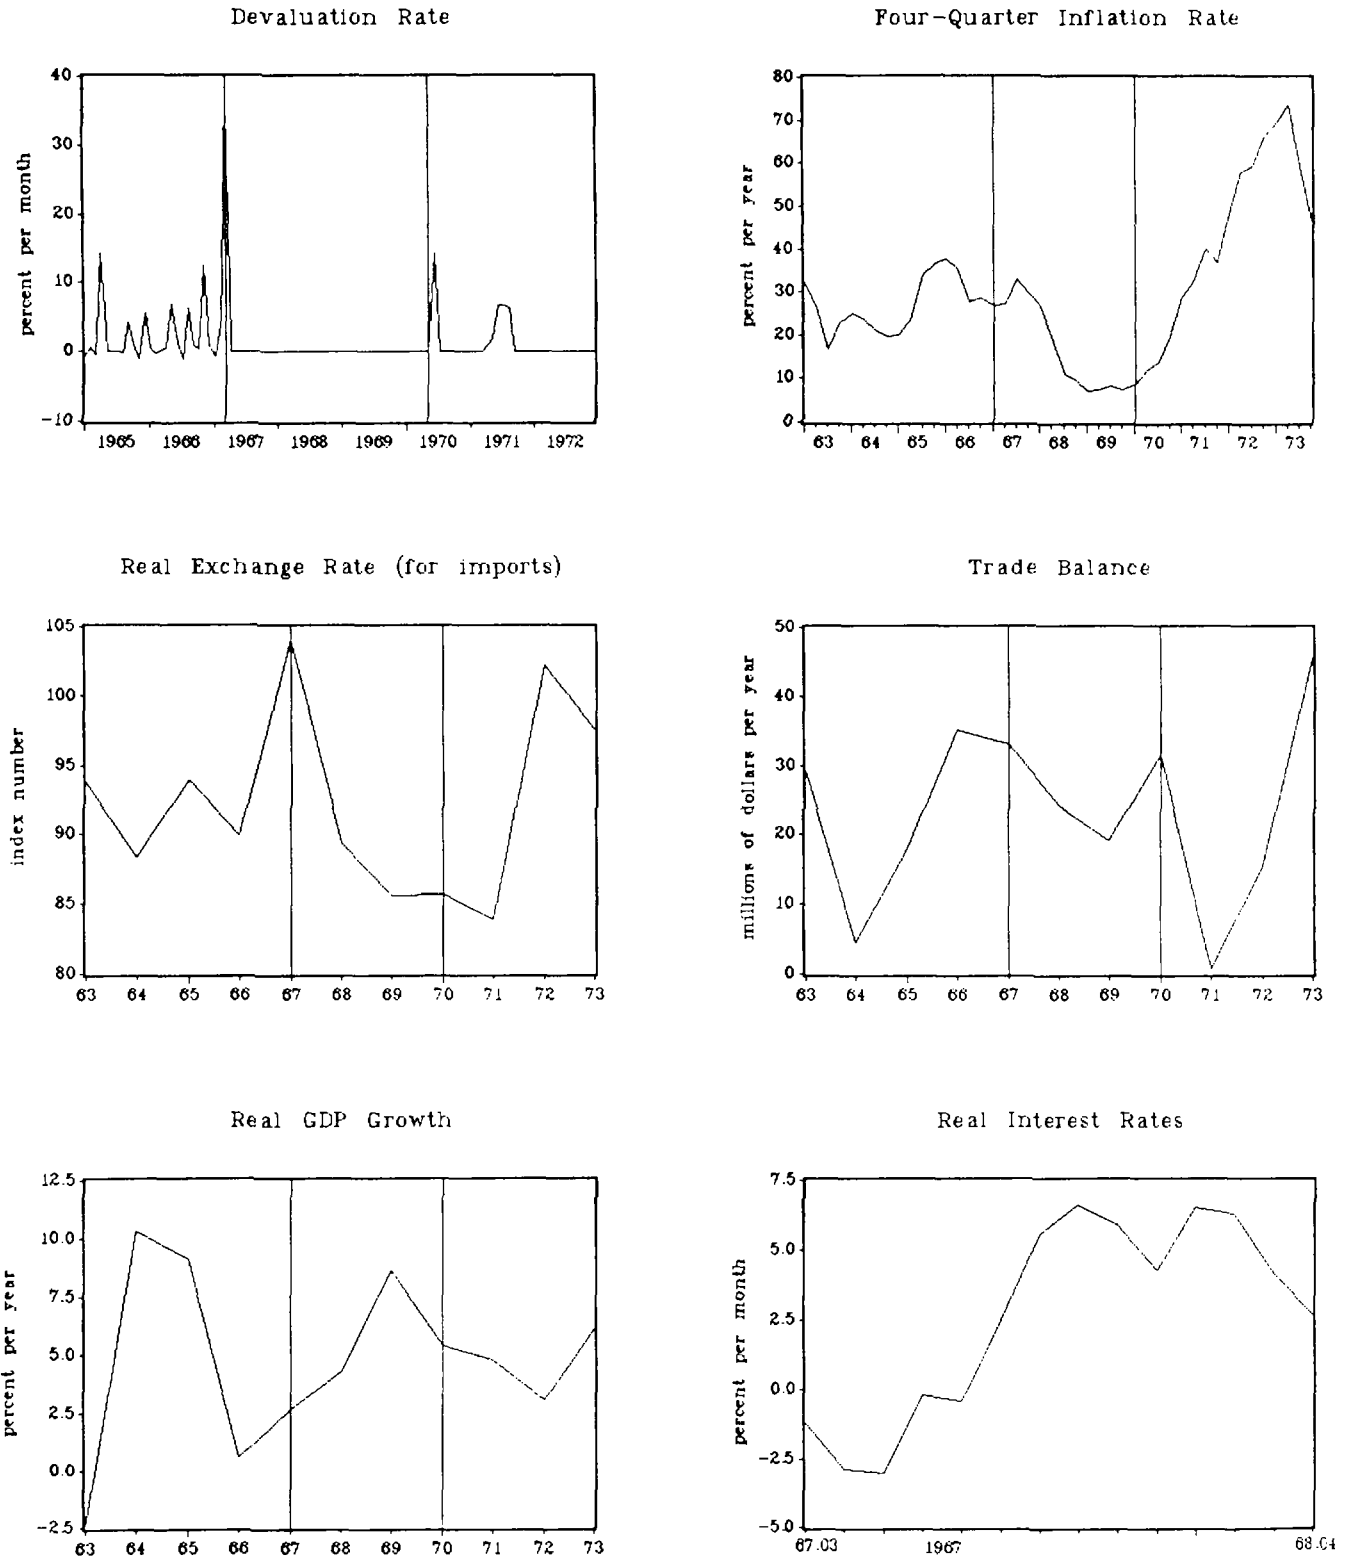 Devaluation Rate
percent per month
40
30
20
10
0
-10
1965 1966 1967 1968 1969 1970 1971 1972
Four-Quarter Inflation Rate
percent per year
80
70
60
50
40
30
20
10
0
63 64 65 66 67 68 69 70 71 72 73
Real Exchange Rate (for imports)
index number
105
100
95
90
85
80
63 64 65 66 67 68 69 70 71 72 73
Trade Balance
millions of dollars per year
50
40
30
20
10
0
63 64 65 66 67 68 69 70 71 72 73
Real GDP Growth
percent per year
12.5
10.0
7.5
5.0
2.5
0.0
-2.5
63 64 65 66 67 68 69 70 71 72 73
Real Interest Rates
percent per month
7.5
5.0
2.5
0.0
-2.5
-5.0
67.03 1967 68.04